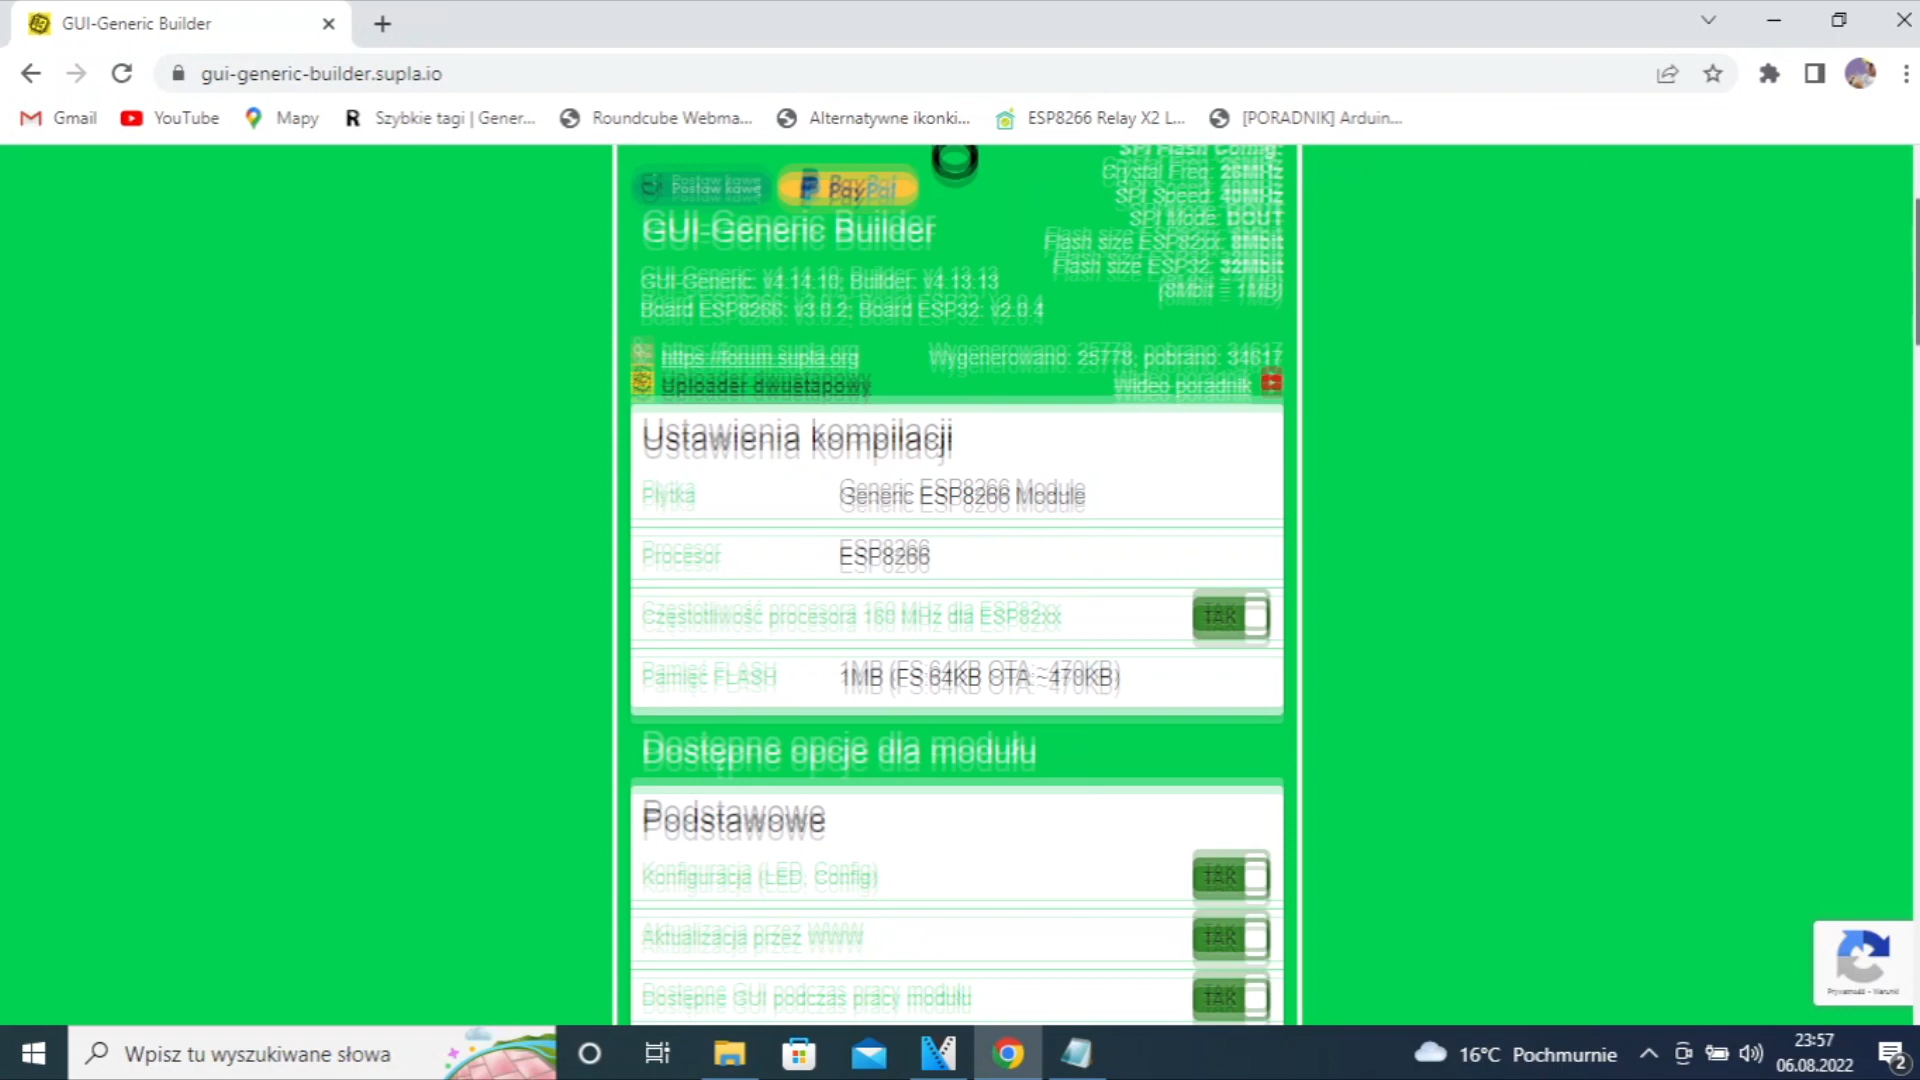 GUI-Generic Builder
gui-generic-builder.supla.io
Gmail
YouTube
Mapy
Szybkie tagi | Gener...
Roundcube Webma...
Alternatywne ikonki...
ESP8266 Relay X2 L...
[PORADNIK] Arduin...
Postaw kawę
PayPal
SPI Flash Config:
Crystal Freq: 26MHz
SPI Speed: 40MHz
SPI Mode: DOUT
Flash size ESP82xx: 8Mbit
Flash size ESP32: 32Mbit
(8Mbit = 1MB)
GUI-Generic Builder
GUI-Generic: v4.14.10; Builder: v4.13.13
Board ESP8266: v3.0.2; Board ESP32: v2.0.4
https://forum.supla.org
Wygenerowano: 25778, pobrano: 34617
Uploader dwuetapowy
Wideo poradnik
Ustawienia kompilacji
Płytka
Generic ESP8266 Module
Procesor
ESP8266
Częstotliwość procesora 160 MHz dla ESP82xx
TAK
Pamięć FLASH
1MB (FS:64KB OTA:~470KB)
Dostępne opcje dla modułu
Podstawowe
Konfiguracja (LED, Config)
TAK
Aktualizacja przez WWW
TAK
Dostępne GUI podczas pracy modułu
TAK
Prywatność - Warunki
Wpisz tu wyszukiwane słowa
16°C Pochmurnie
23:57
06.08.2022
2